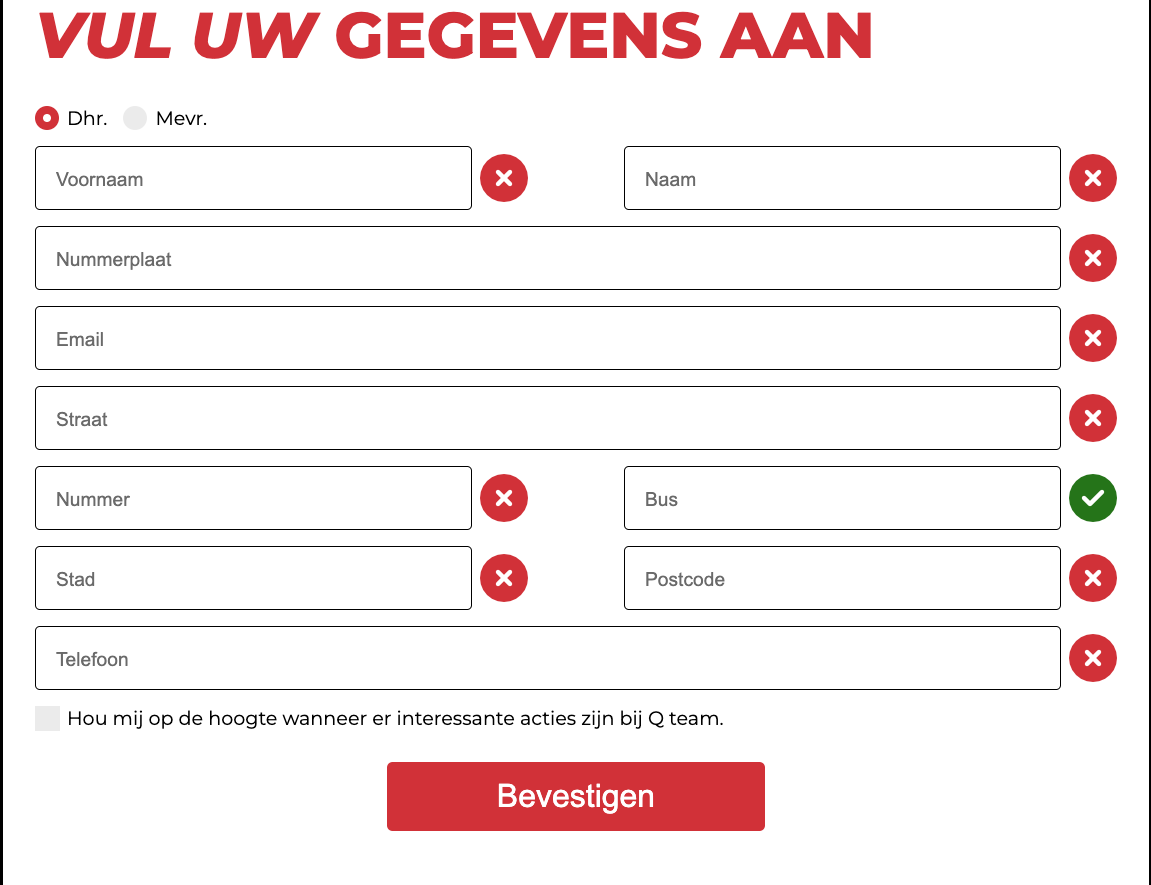 VUL UW GEGEVENS AAN
Dhr. Mevr.
Voornaam Naam
Nummerplaat
Email
Straat
Nummer Bus
Stad Postcode
Telefoon
Hou mij op de hoogte wanneer er interessante acties zijn bij Q team.
Bevestigen